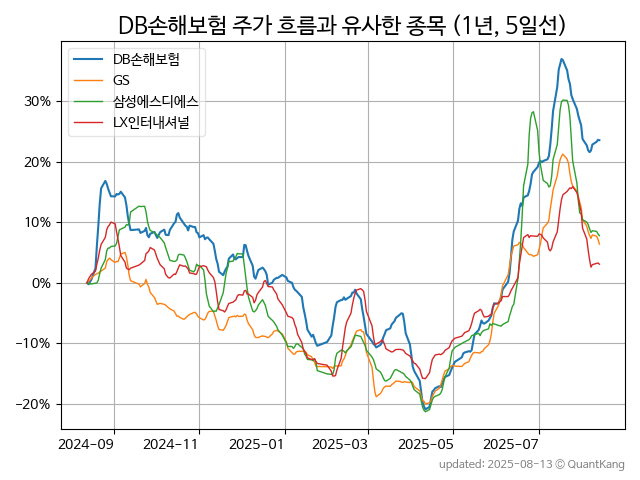 DB손해보험 주가 흐름과 유사한 종목 (1년, 5일선)
DB손해보험
GS
삼성에스디에스
LX인터내셔널
30%
20%
10%
0%
−10%
−20%
2024-09
2024-11
2025-01
2025-03
2025-05
2025-07
updated: 2025-08-13 © QuantKang